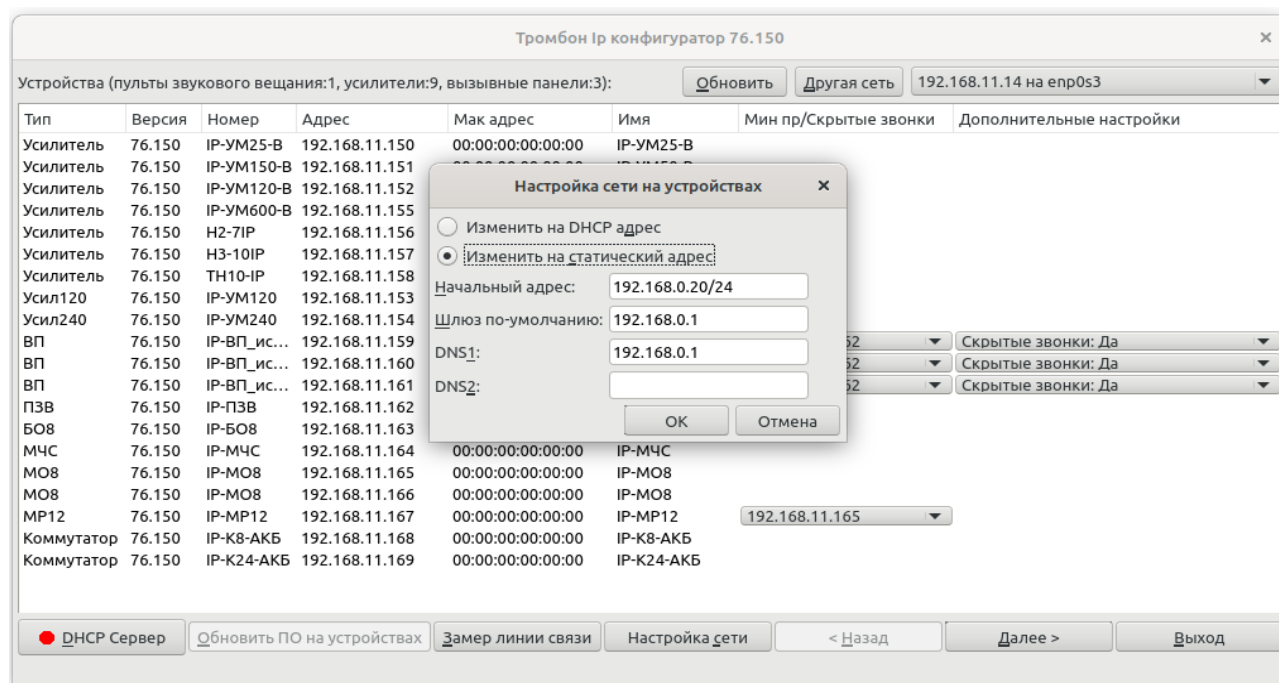 Тромбон Ip конфигуратор 76.150 ×
Устройства (пульты звукового вещания:1, усилители:9, вызывные панели:3): Обновить Другая сеть 192.168.11.14 на enp0s3
Тип Версия Номер Адрес Мак адрес Имя Мин пр/Скрытые звонки Дополнительные настройки
Усилитель 76.150 IP-УМ25-В 192.168.11.150 00:00:00:00:00:00 IP-УМ25-В
Усилитель 76.150 IP-УМ150-В 192.168.11.151
Усилитель 76.150 IP-УМ120-В 192.168.11.152
Усилитель 76.150 IP-УМ600-В 192.168.11.155
Усилитель 76.150 Н2-7IP 192.168.11.156
Усилитель 76.150 Н3-10IP 192.168.11.157
Усилитель 76.150 ТН10-IP 192.168.11.158
Усил120 76.150 IP-УМ120 192.168.11.153
Усил240 76.150 IP-УМ240 192.168.11.154
ВП 76.150 IP-ВП_ис... 192.168.11.159 Скрытые звонки: Да
ВП 76.150 IP-ВП_ис... 192.168.11.160 Скрытые звонки: Да
ВП 76.150 IP-ВП_ис... 192.168.11.161 Скрытые звонки: Да
ПЗВ 76.150 IP-ПЗВ 192.168.11.162
БО8 76.150 IP-БО8 192.168.11.163
МЧС 76.150 IP-МЧС 192.168.11.164 00:00:00:00:00:00 IP-МЧС
МО8 76.150 IP-МО8 192.168.11.165 00:00:00:00:00:00 IP-МО8
МО8 76.150 IP-МО8 192.168.11.166 00:00:00:00:00:00 IP-МО8
МР12 76.150 IP-МР12 192.168.11.167 00:00:00:00:00:00 IP-МР12 192.168.11.165
Коммутатор 76.150 IP-К8-АКБ 192.168.11.168 00:00:00:00:00:00 IP-К8-АКБ
Коммутатор 76.150 IP-К24-АКБ 192.168.11.169 00:00:00:00:00:00 IP-К24-АКБ
Настройка сети на устройствах ×
Изменить на DHCP адрес
Изменить на статический адрес
Начальный адрес: 192.168.0.20/24
Шлюз по-умолчанию: 192.168.0.1
DNS1: 192.168.0.1
DNS2:
ОК Отмена
DHCP Сервер Обновить ПО на устройствах Замер линии связи Настройка сети < Назад Далее > Выход